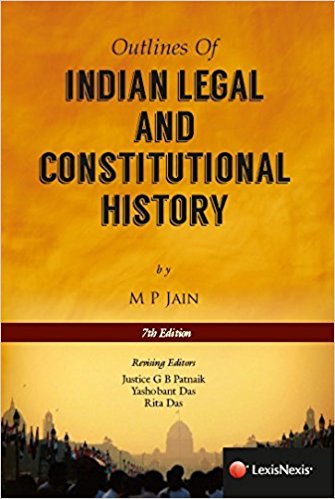 Outlines Of
INDIAN LEGAL
AND
CONSTITUTIONAL
HISTORY
by
M P JAIN
7th Edition
Revising Editors
Justice G B Patnaik
Yashobant Das
Rita Das
LexisNexis®